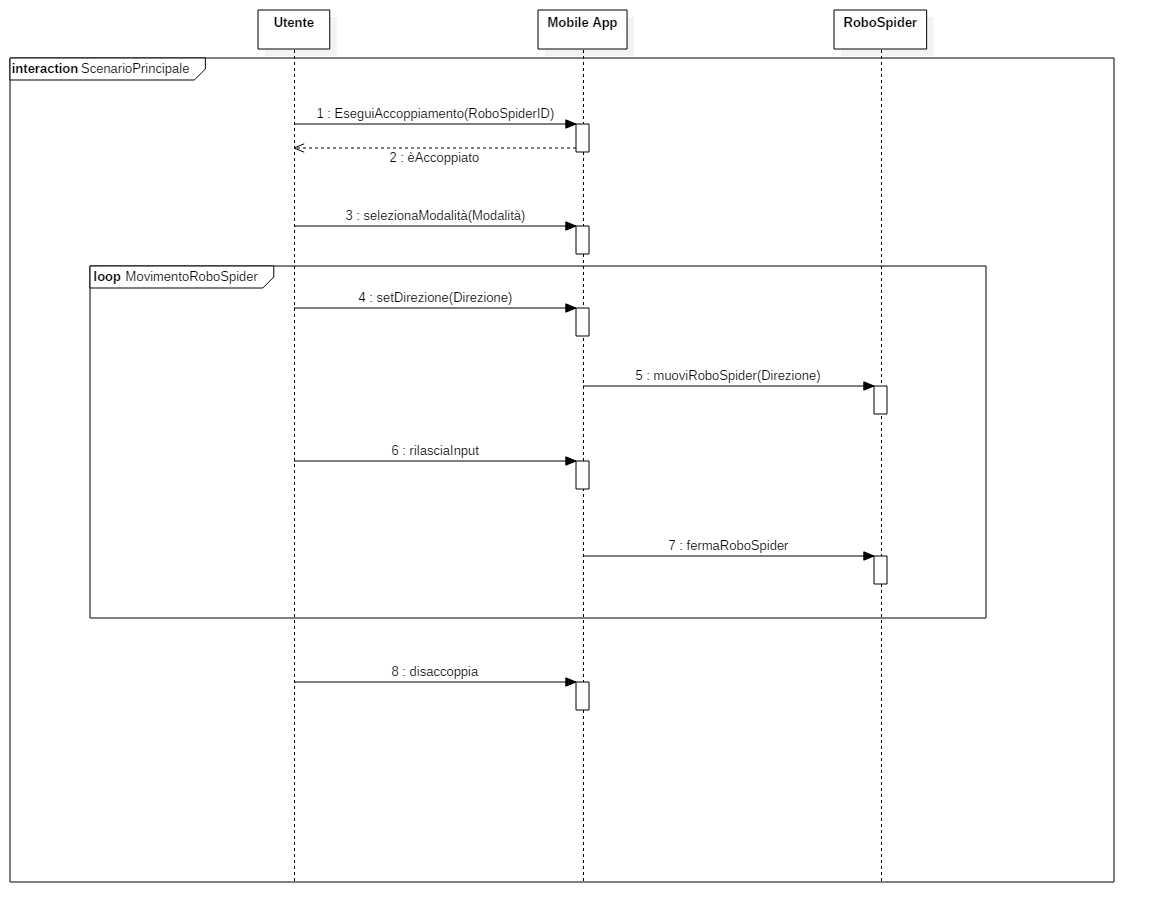 Utente
Mobile App
RoboSpider
interaction ScenarioPrincipale
1 : EseguiAccoppiamento(RoboSpiderID)
2 : èAccoppiato
3 : selezionaModalità(Modalità)
loop MovimentoRoboSpider
4 : setDirezione(Direzione)
5 : muoviRoboSpider(Direzione)
6 : rilasciaInput
7 : fermaRoboSpider
8 : disaccoppia